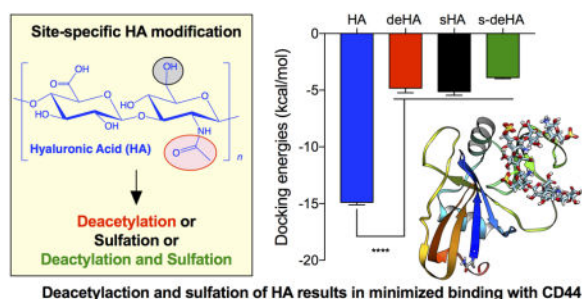 Site-specific HA modification
O
OH
OH
O
O
HO
OH
O
HO
O
NH
O
n
Hyaluronic Acid (HA)
Deacetylation or
Sulfation or
Deactylation and Sulfation
HA
deHA
sHA
s-deHA
Docking energies (kcal/mol)
0
-5
-10
-15
-20
****
Deacetylaction and sulfation of HA results in minimized binding with CD44